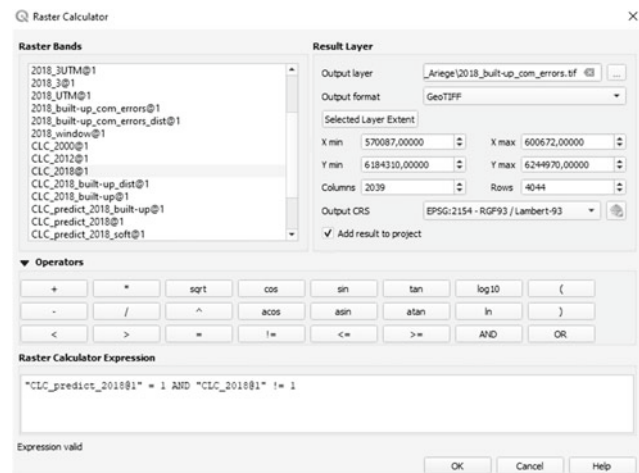 Raster Calculator
Raster Bands
2018_3UTM@1
2018_3@1
2018_UTM@1
2018_built-up_com_errors@1
2018_built-up_com_errors_dist@1
2018_window@1
CLC_2000@1
CLC_2012@1
CLC_2018@1
CLC_2018_built-up_dist@1
CLC_2018_built-up@1
CLC_predict_2018_built-up@1
CLC_predict_2018@1
CLC_predict_2018_soft@1
Result Layer
Output layer _Ariege\2018_built-up_com_errors.tif ...
Output format GeoTIFF
Selected Layer Extent
X min 570087,00000 X max 600672,00000
Y min 6184310,00000 Y max 6244970,00000
Columns 2039 Rows 4044
Output CRS EPSG:2154 - RGF93 / Lambert-93
Add result to project
Operators
+ * sqrt cos sin tan log10 (
- / ^ acos asin atan ln )
< > = != <= >= AND OR
Raster Calculator Expression
"CLC_predict_2018@1" = 1 AND "CLC_2018@1" != 1
Expression valid
OK Cancel Help